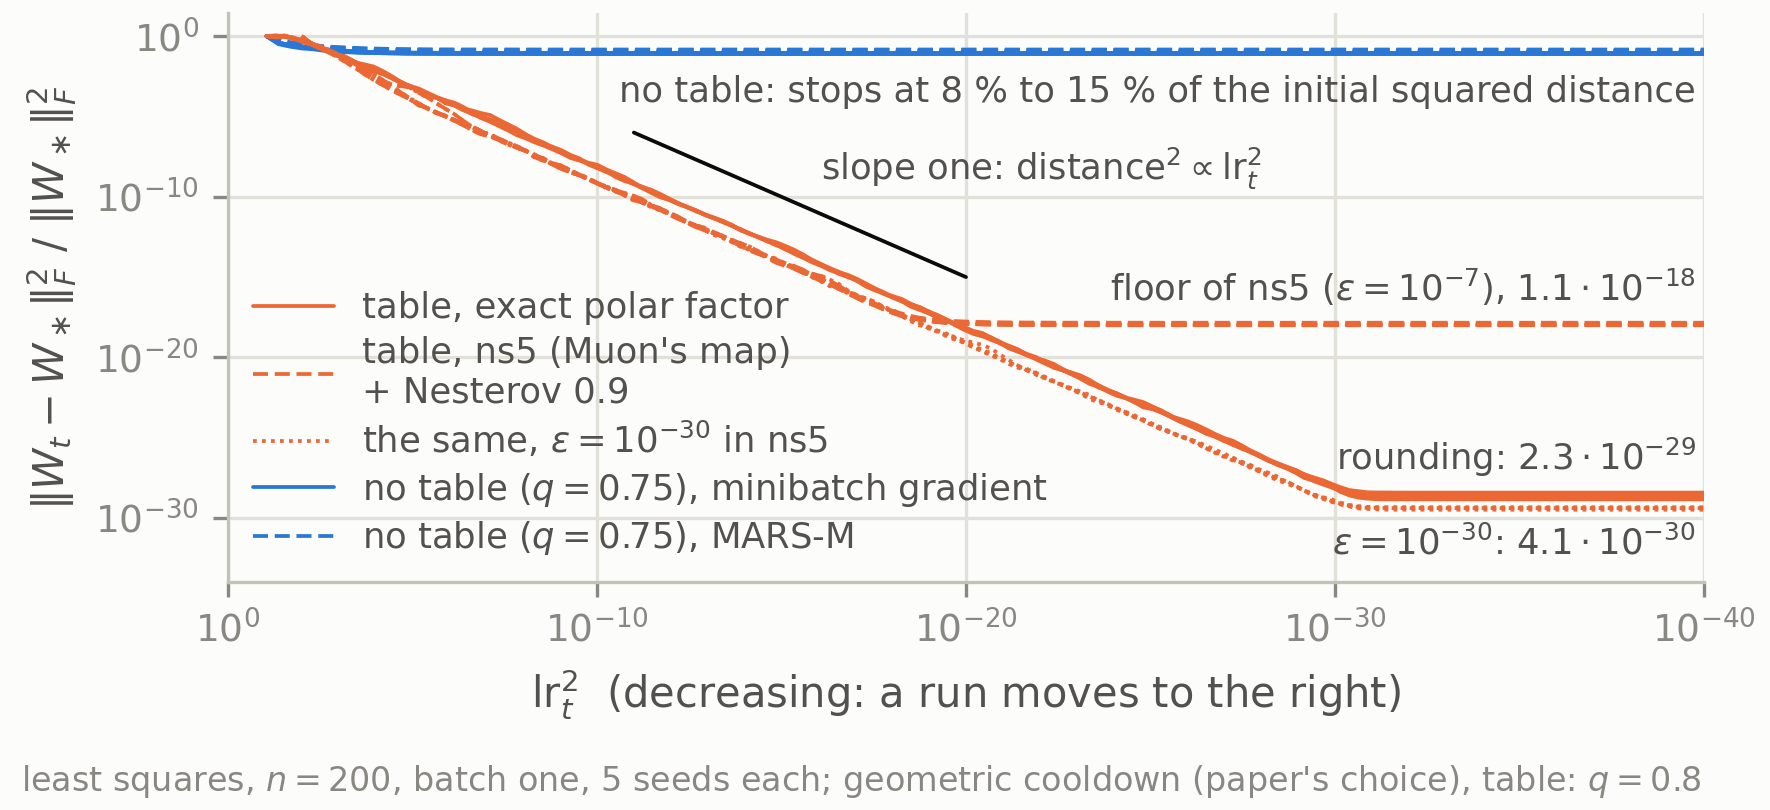 10⁰
10⁻¹⁰
10⁻²⁰
10⁻³⁰
‖W_t − W_*‖²_F / ‖W_*‖²_F
no table: stops at 8 % to 15 % of the initial squared distance
slope one: distance² ∝ lr²_t
floor of ns5 (ε = 10⁻⁷), 1.1 · 10⁻¹⁸
table, exact polar factor
table, ns5 (Muon's map)
+ Nesterov 0.9
the same, ε = 10⁻³⁰ in ns5
no table (q = 0.75), minibatch gradient
no table (q = 0.75), MARS-M
rounding: 2.3 · 10⁻²⁹
ε = 10⁻³⁰: 4.1 · 10⁻³⁰
10⁰ 10⁻¹⁰ 10⁻²⁰ 10⁻³⁰ 10⁻⁴⁰
lr²_t (decreasing: a run moves to the right)
least squares, n = 200, batch one, 5 seeds each; geometric cooldown (paper's choice), table: q = 0.8